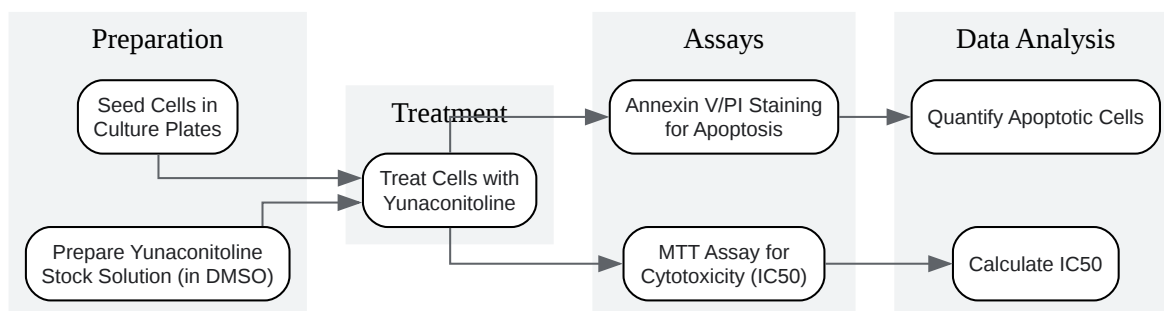 Preparation
Seed Cells in
Culture Plates
Prepare Yunaconitoline
Stock Solution (in DMSO)
Treatment
Treat Cells with
Yunaconitoline
Assays
Annexin V/PI Staining
for Apoptosis
MTT Assay for
Cytotoxicity (IC50)
Data Analysis
Quantify Apoptotic Cells
Calculate IC50